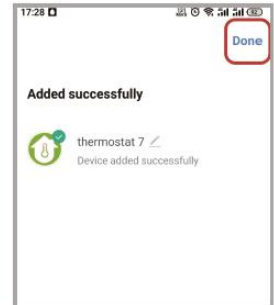 17:28
Done
Added successfully
thermostat 7
Device added successfully